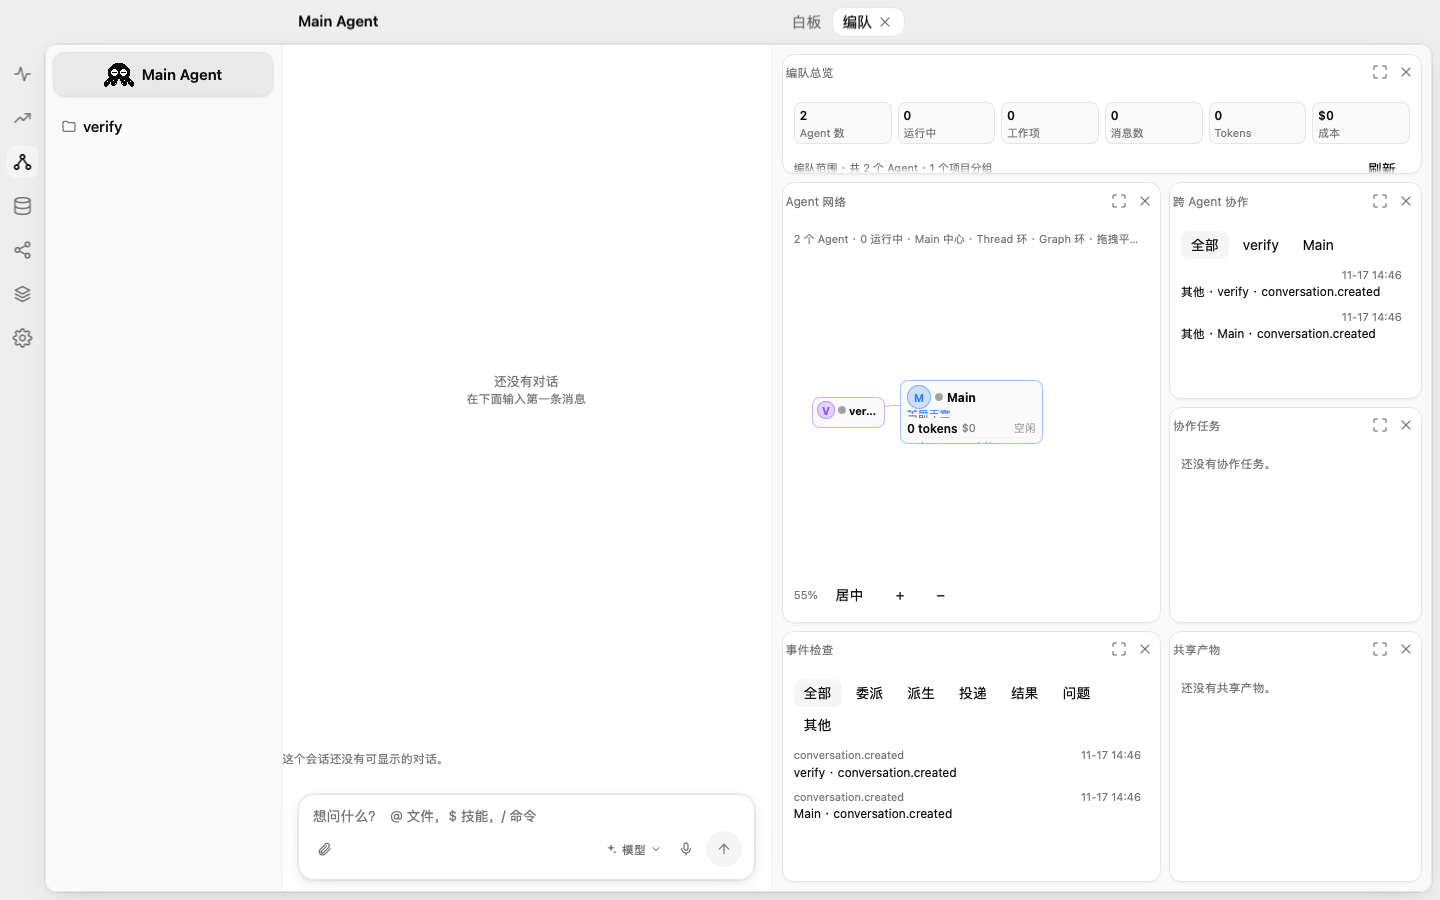 Main Agent
白板
编队
Main Agent
verify
还没有对话
在下面输入第一条消息
这个会话还没有可显示的对话。
想问什么? @ 文件, $ 技能, / 命令
模型
编队总览
2
Agent 数
0
运行中
0
工作项
0
消息数
0
Tokens
$0
成本
编队范围 · 共 2 个 Agent · 1 个项目分组
刷新
Agent 网络
2 个 Agent · 0 运行中 · Main 中心 · Thread 环 · Graph 环 · 拖拽平...
V ver...
M Main
0 tokens $0 空闲
55% 居中 + −
跨 Agent 协作
全部 verify Main
11-17 14:46
其他 · verify · conversation.created
11-17 14:46
其他 · Main · conversation.created
协作任务
还没有协作任务。
事件检查
全部 委派 派生 投递 结果 问题
其他
conversation.created 11-17 14:46
verify · conversation.created
conversation.created 11-17 14:46
Main · conversation.created
共享产物
还没有共享产物。